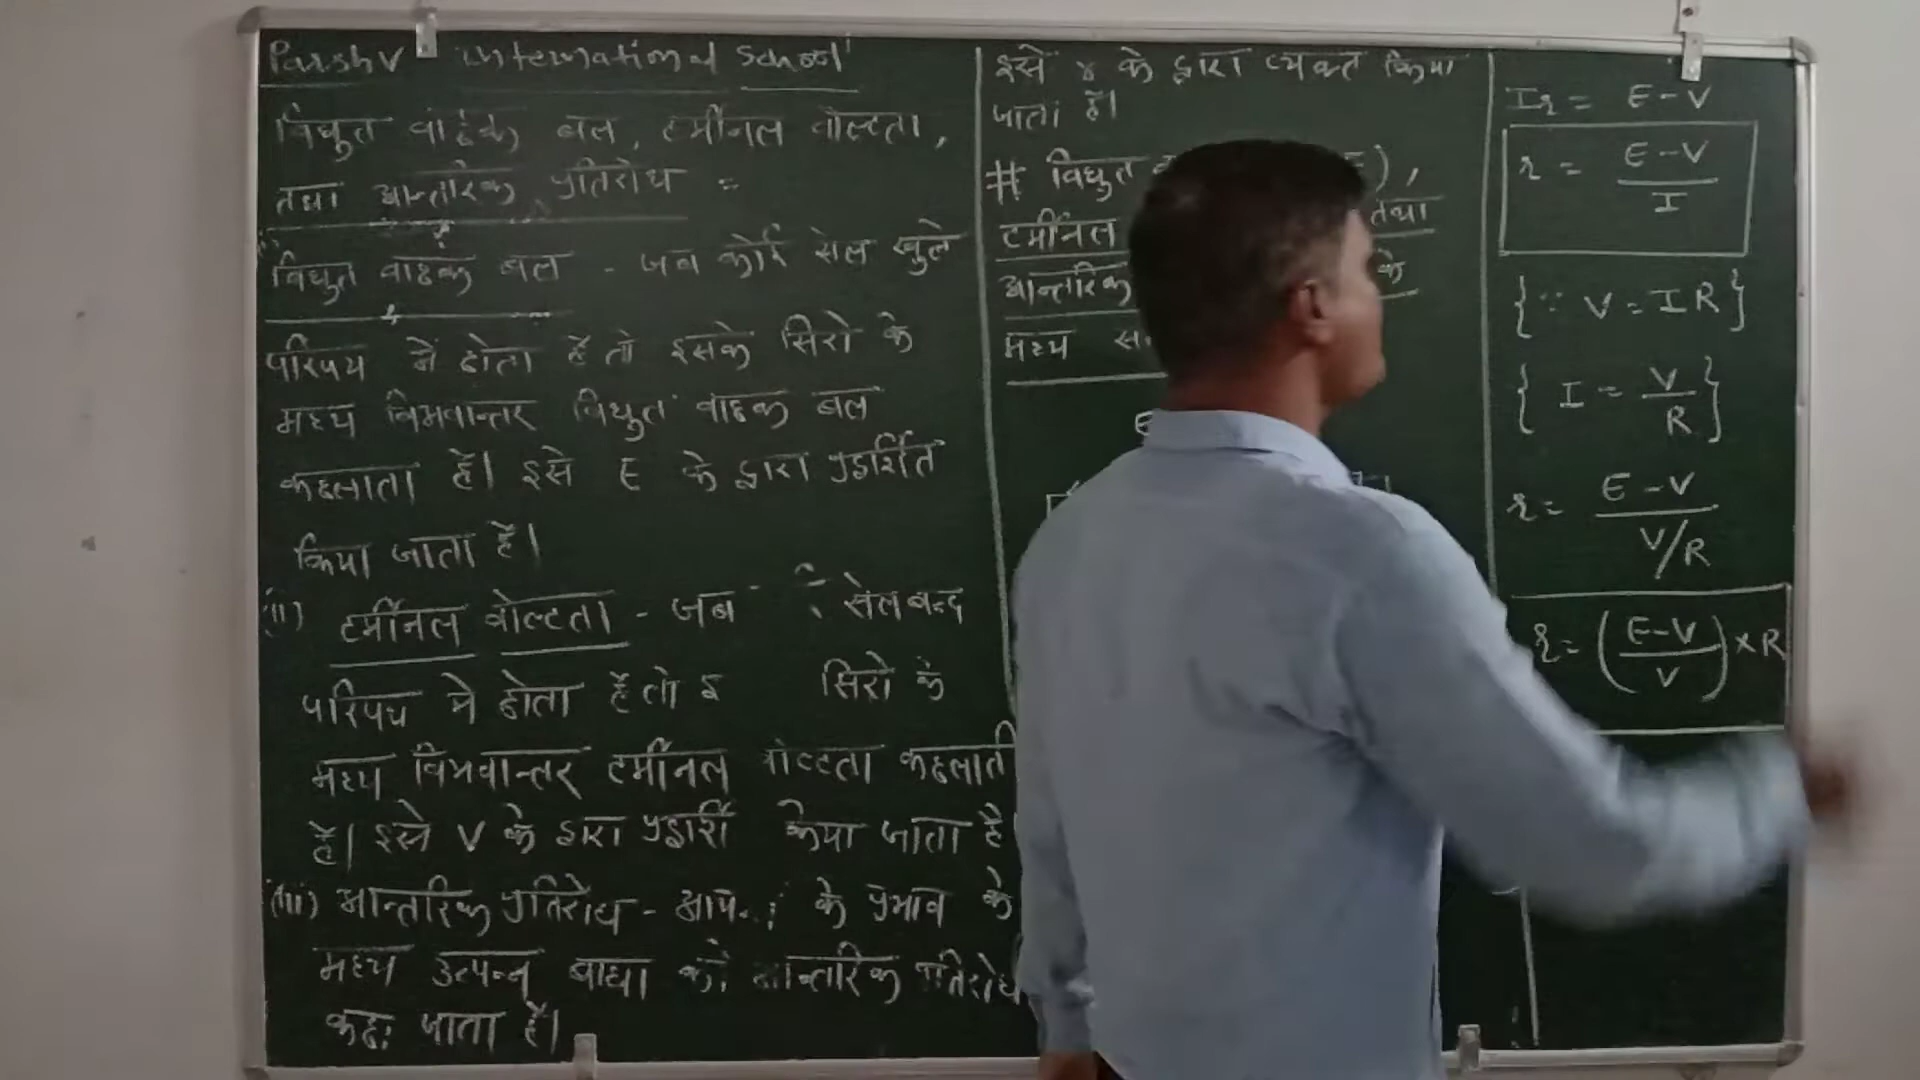 Parshv international School
विद्युत वाहक बल, टर्मीनल वोल्टता,
तथा आन्तरिक प्रतिरोध =
विद्युत वाहक बल - जब कोई सेल खुले
परिपथ में होता है तो इसके सिरो के
मध्य विभवान्तर विद्युत वाहक बल
कहलाता है। इसे E के द्वारा प्रदर्शित
किया जाता है।
(ii) टर्मीनल वोल्टता - जब सेल बन्द
परिपथ मे होता है तो सिरो के
मध्य विभवान्तर टर्मीनल वोल्टता कहलाती
है। इसे V के द्वारा किया जाता है
(iii) आन्तरिक प्रतिरोध - के प्रभाव के
मध्य उत्पन्न बाधा को आन्तरिक प्रतिरोध
जाता है।
इसे r के द्वारा व्यक्त किया
जाता है।
# विद्युत E),
टर्मीनल तथा
आन्तरिक के
मध्य
E
Ir = E-V
r = E-V / I
{∵ V = IR}
{I = V/R}
r = E-V / V/R
r = (E-V / V) × R